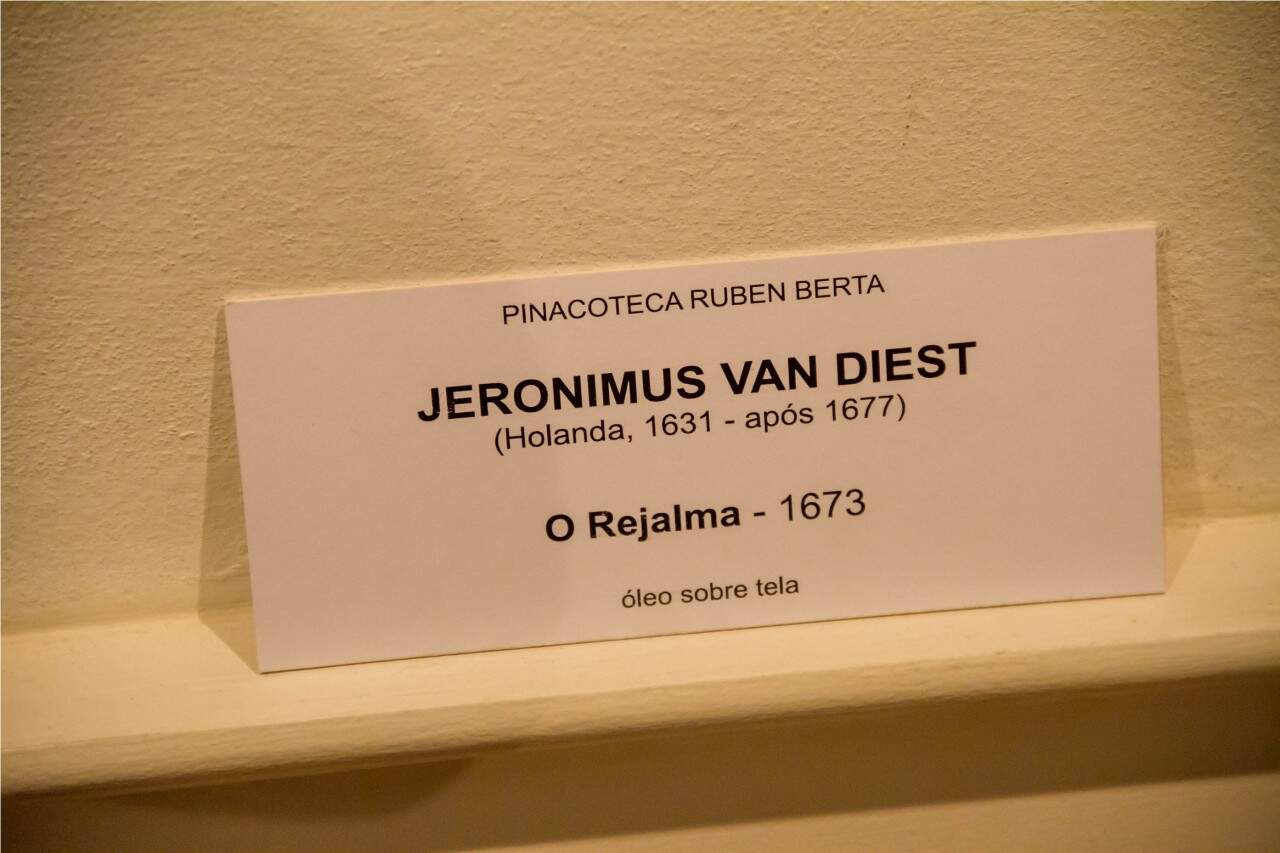 PINACOTECA RUBEN BERTA
JERONIMUS VAN DIEST
(Holanda, 1631 - após 1677)
O Rejalma - 1673
óleo sobre tela